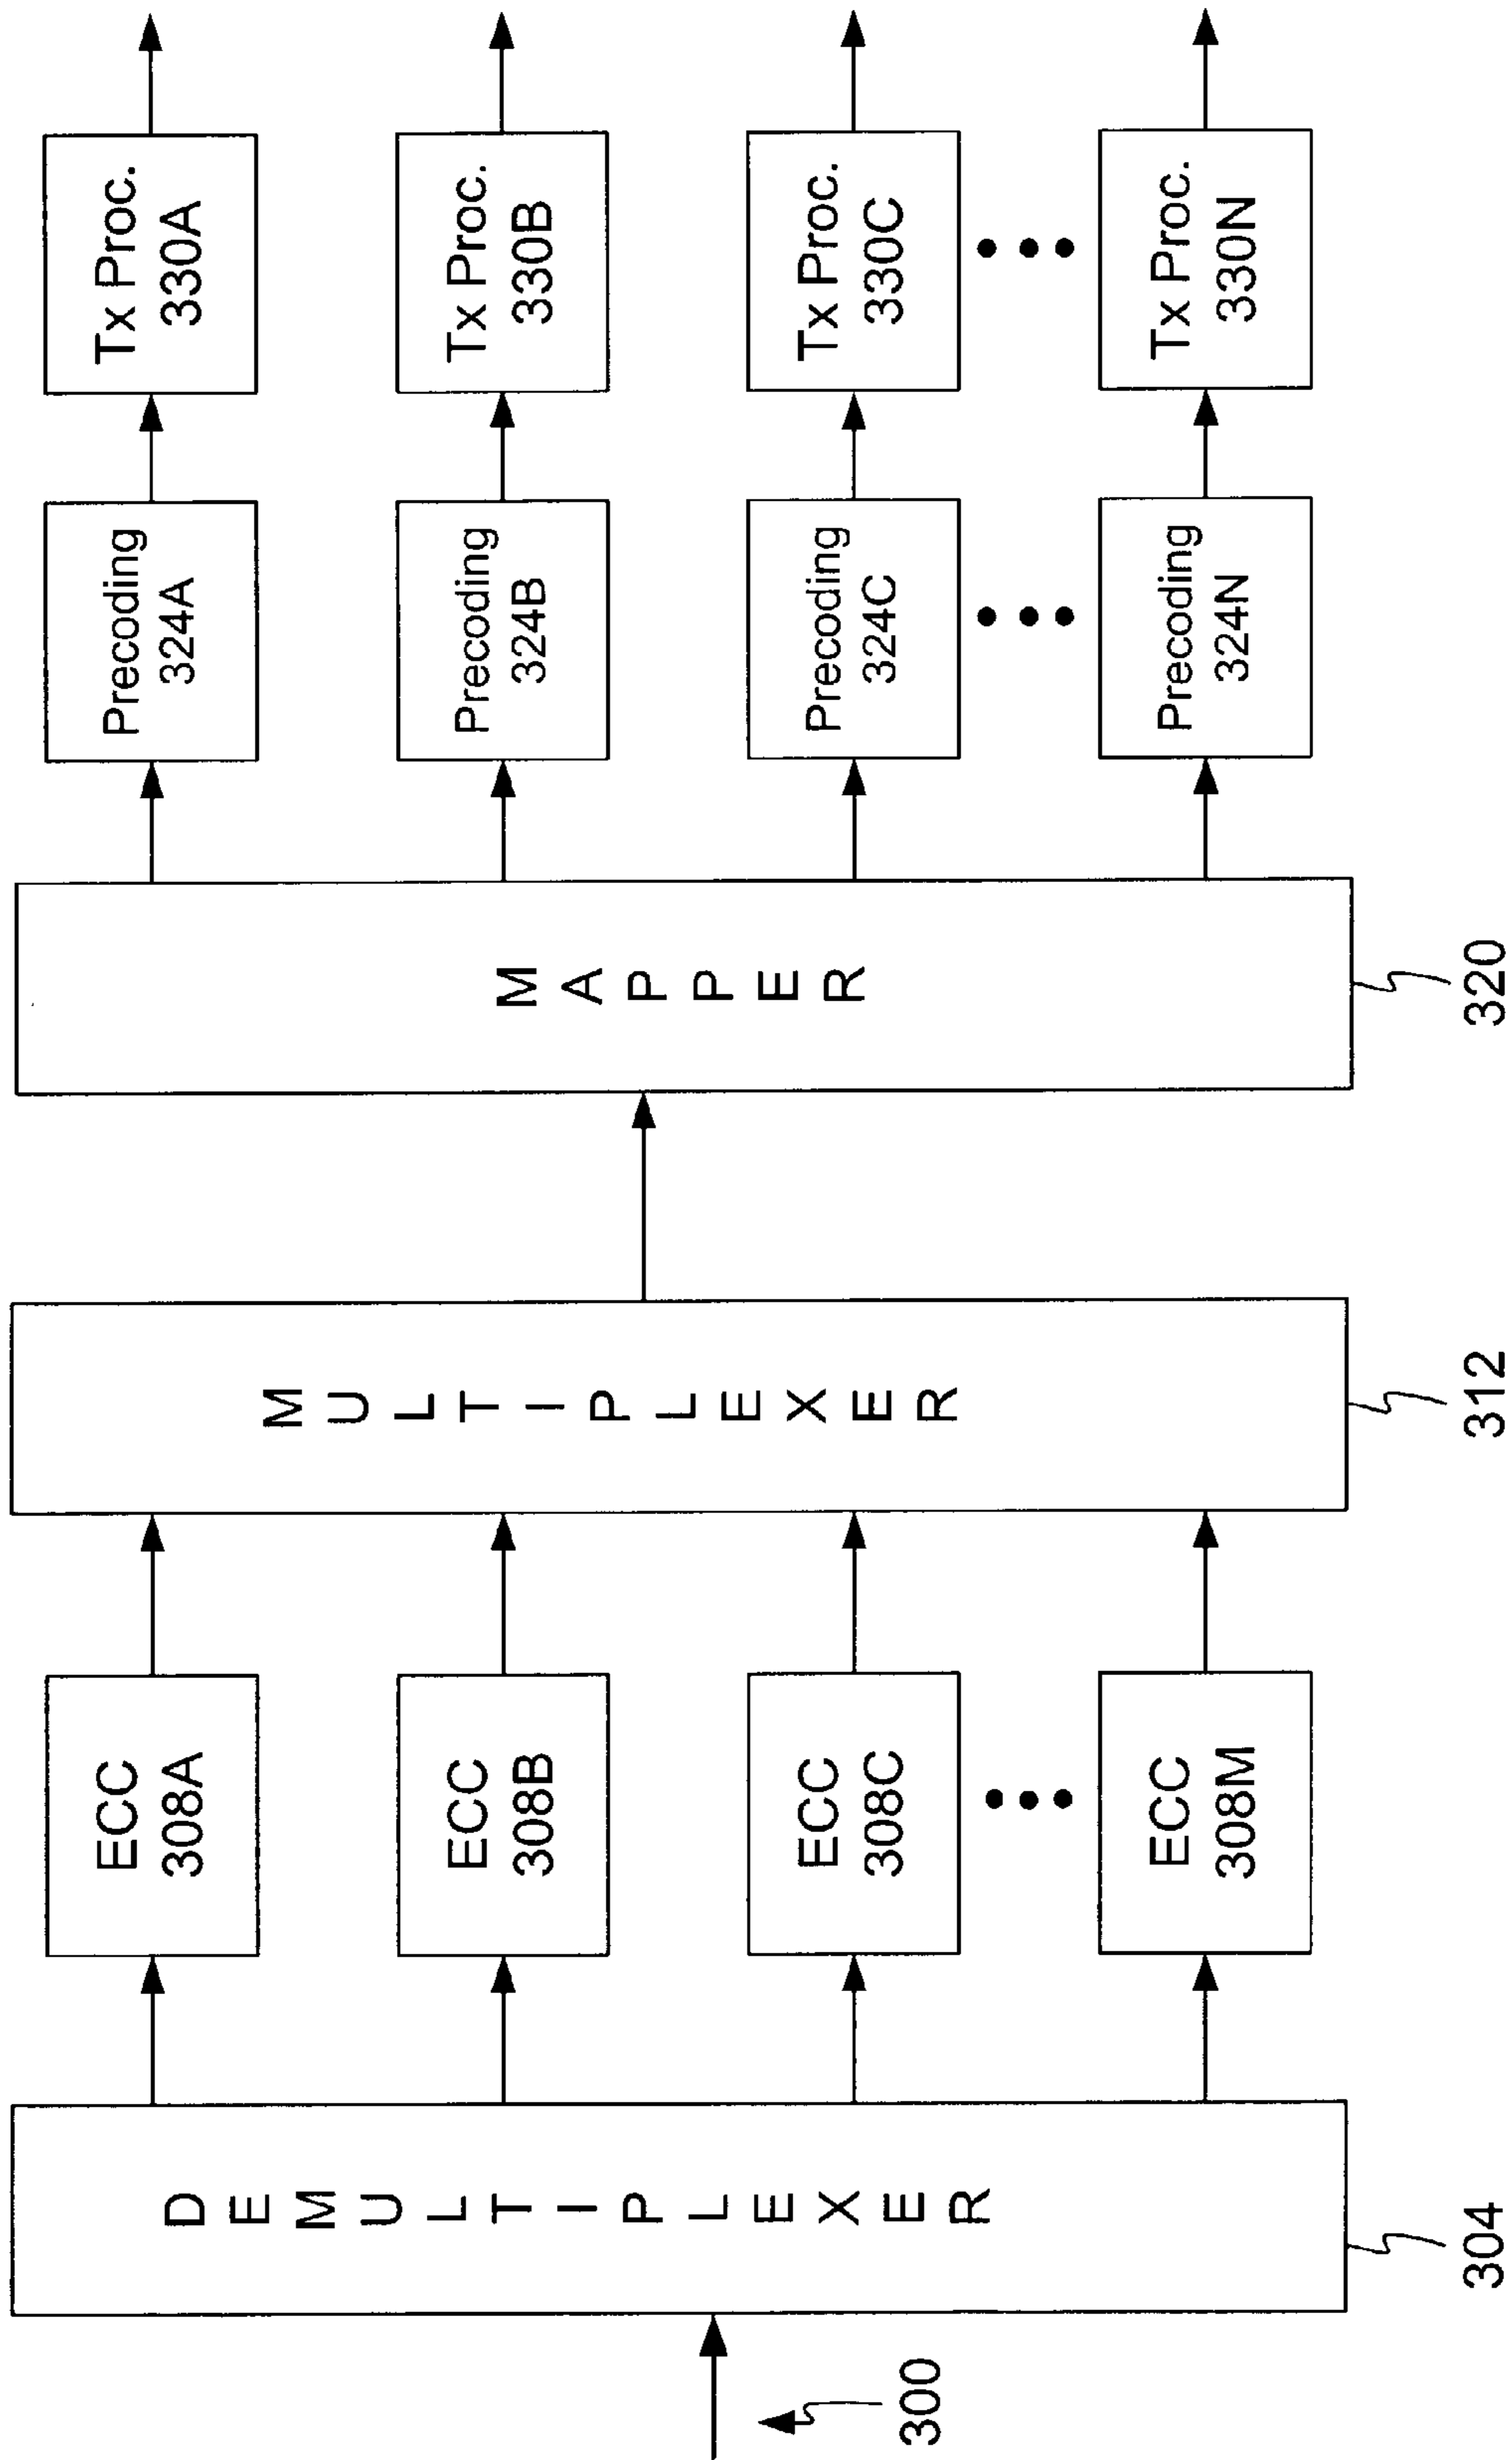 300
DEMULTIPLEXER
304
ECC
308A
ECC
308B
ECC
308C
ECC
308M
MULTIPLEXER
312
MAPPER
320
Precoding
324A
Precoding
324B
Precoding
324C
Precoding
324N
Tx Proc.
330A
Tx Proc.
330B
Tx Proc.
330C
Tx Proc.
330N